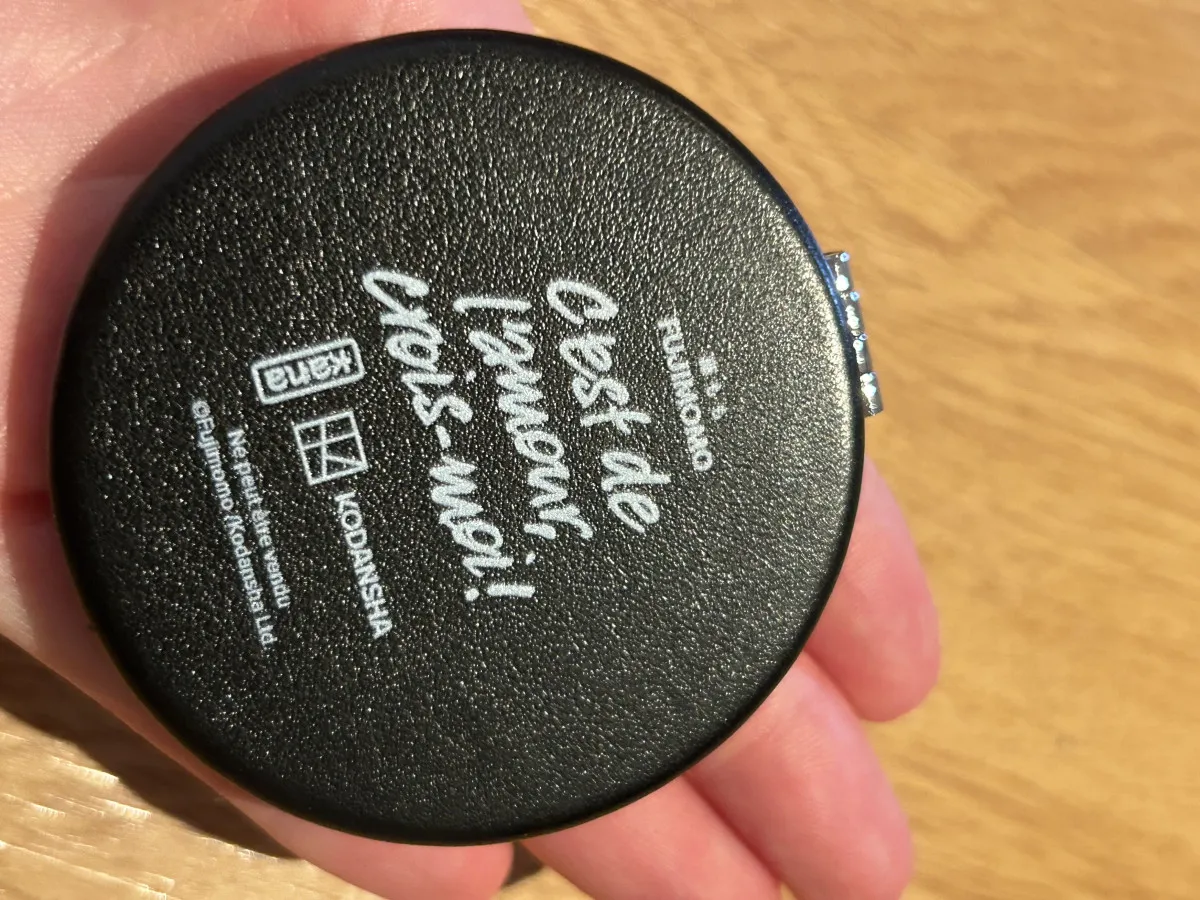 FUJIMOMO
C'est de
l'amour,
crois-moi!
kana
KODANSHA
Ne peut être vendu
©Fujimomo /Kodansha Ltd.